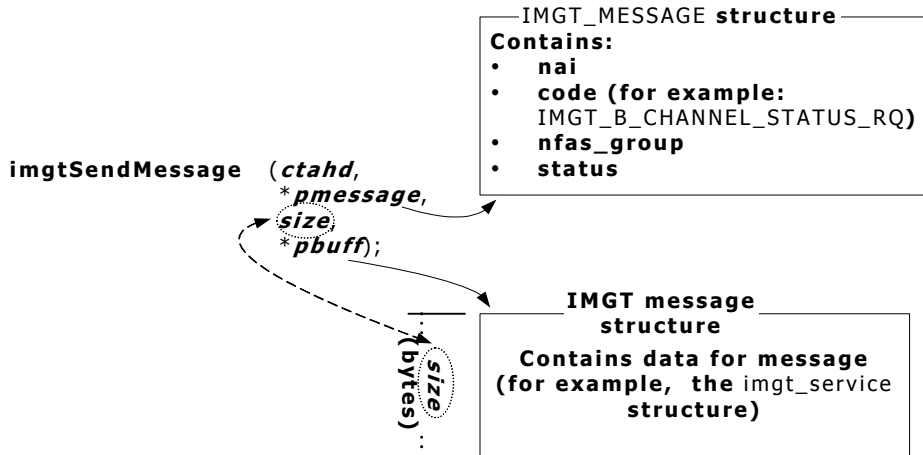 IMGT_MESSAGE structure
Contains:
• nai
• code (for example:
IMGT_B_CHANNEL_STATUS_RQ)
• nfas_group
• status
imgtSendMessage (ctahd,
*pmessage,
size,
*pbuff);
IMGT message
structure
size
(bytes)
Contains data for message
(for example, the imgt_service
structure)